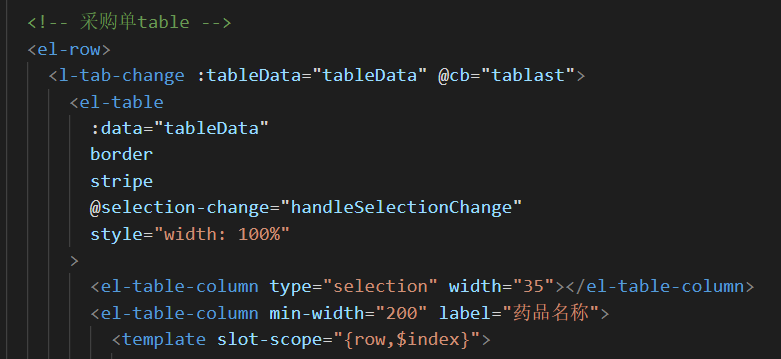 <!-- 采购单table -->
<el-row>
<l-tab-change :tableData="tableData" @cb="tablast">
<el-table
:data="tableData"
border
stripe
@selection-change="handleSelectionChange"
style="width: 100%"
>
<el-table-column type="selection" width="35"></el-table-column>
<el-table-column min-width="200" label="药品名称">
<template slot-scope="{row,$index}">